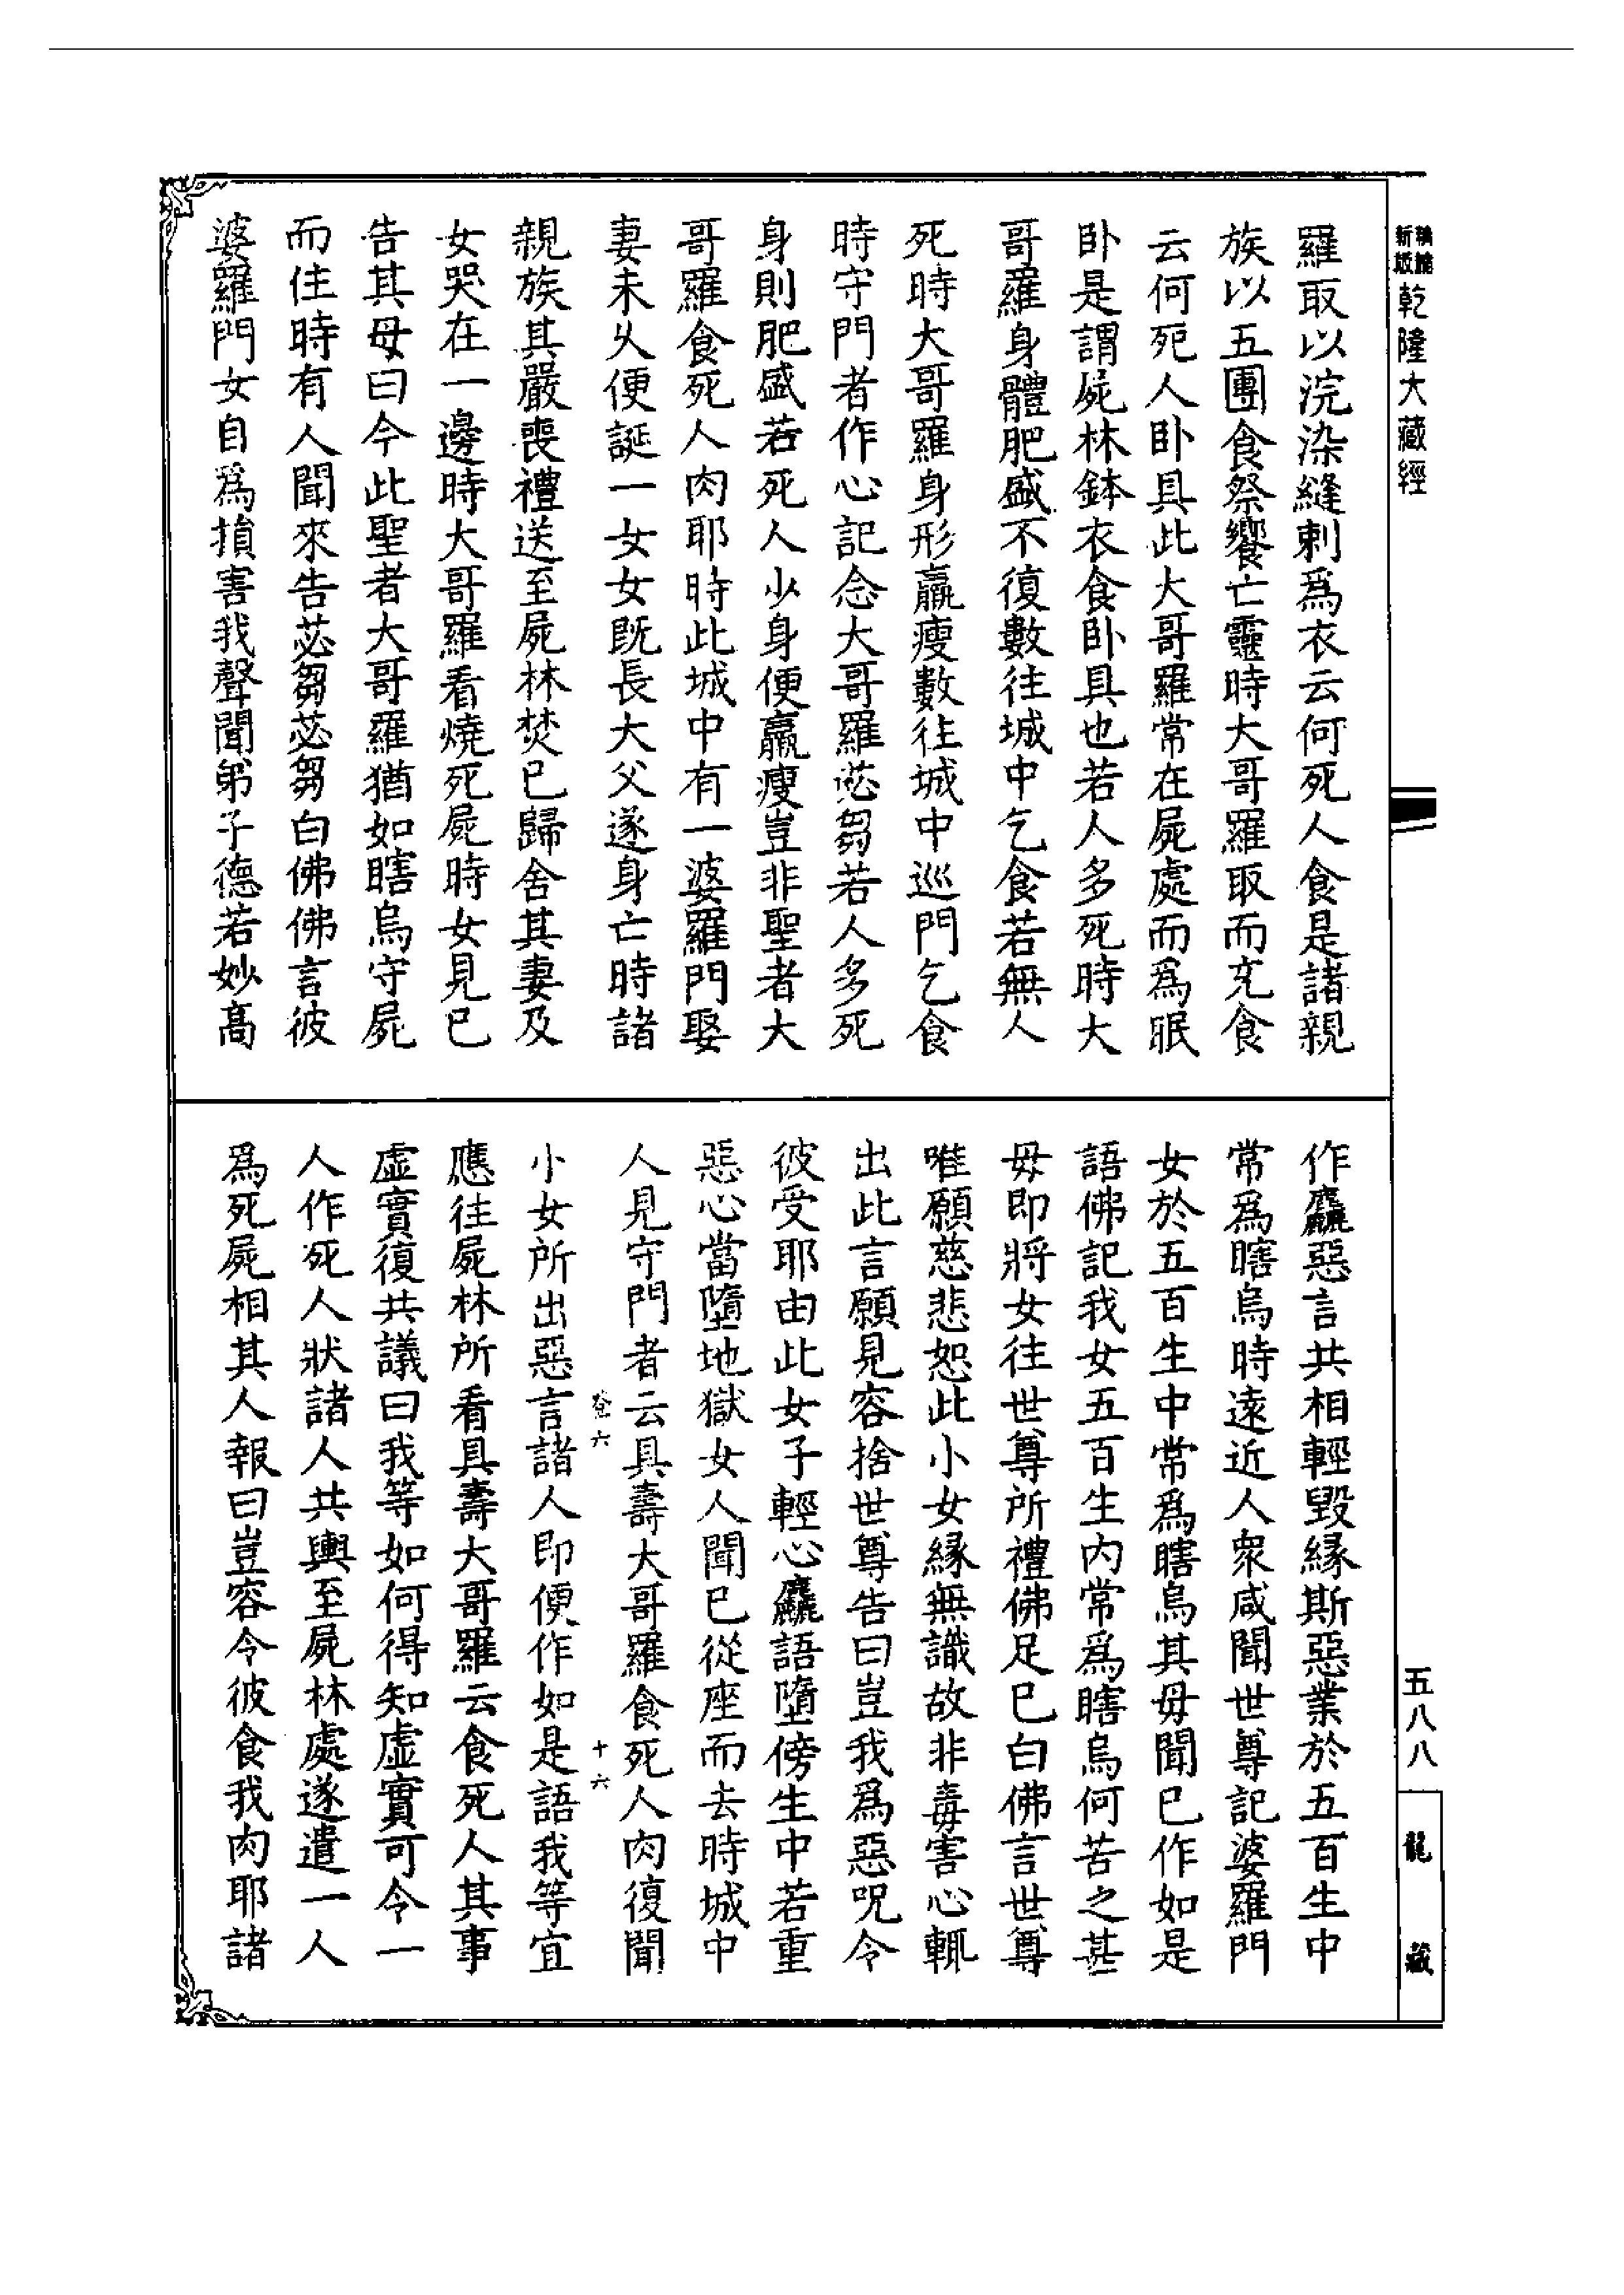 乾隆大藏經
羅取以浣染縫刺爲衣云何死人食是諸親
族以五團食祭饗亡靈時大哥羅取而充食
云何死人卧具此大哥羅常在屍處而爲眠
卧是謂屍林鉢衣食卧具也若人多死時大
哥羅身體肥盛不復數往城中乞食若無人
死時大哥羅身形羸瘦數往城中巡門乞食
時守門者作心記念大哥羅苾芻若人多死
身則肥盛若死人少身便羸瘦豈非聖者大
哥羅食死人肉耶時此城中有一婆羅門娶
妻未久便誕一女女既長大父遂身亡時諸
親族其嚴喪禮送至屍林焚已歸舍其妻及
女哭在一邊時大哥羅看燒死屍時女見已
告其母曰今此聖者大哥羅猶如瞎烏守屍
而住時有人聞來告苾芻苾芻白佛佛言彼
婆羅門女自爲損害我聲聞弟子德若妙高
作麤惡言共相輕毀緣斯惡業於五百生中
常爲瞎烏時遠近人衆咸聞世尊記婆羅門
女於五百生中常爲瞎烏其母聞已作如是
語佛記我女五百生內常爲瞎烏何苦之甚
母即將女往世尊所禮佛足已白佛言世尊
唯願慈悲恕此小女緣無識故非毒害心輒
出此言願見容捨世尊告曰豈我爲惡呪令
彼受耶由此女子輕心麤語墮傍生中若重
惡心當墮地獄女人聞已從座而去時城中
人見守門者云具壽大哥羅食死人肉復聞
卷六 十六
小女所出惡言諸人即便作如是語我等宜
應往屍林所看具壽大哥羅云食死人其事
虛實復共議曰我等如何得知虛實可令一
人作死人狀諸人共輿至屍林處遂遣一人
爲死屍相其人報曰豈容令彼食我肉耶諸
五八八
龍藏